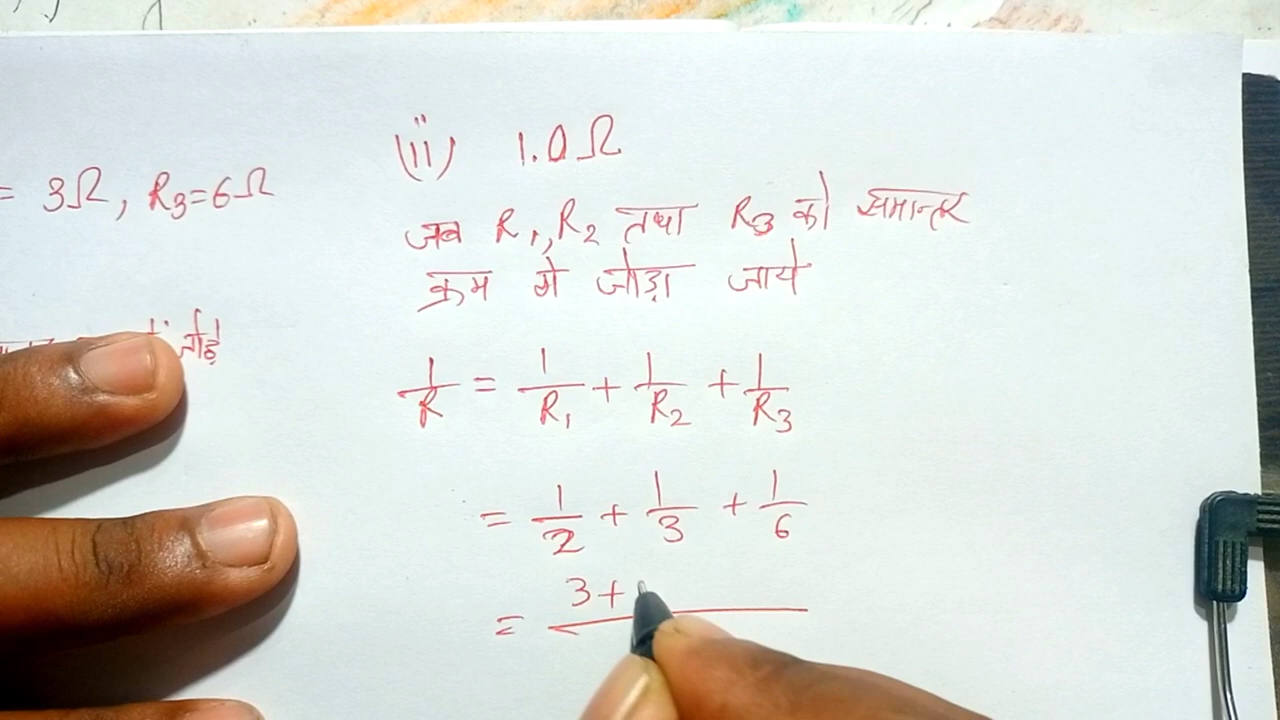 = 3Ω, R₃=6Ω
जोड़े
(ii) 1.0Ω
जब R₁,R₂ तथा R₃ को समान्तर
क्रम मे जोड़ा जाये
1/R = 1/R₁ + 1/R₂ + 1/R₃
= 1/2 + 1/3 + 1/6
= 3+